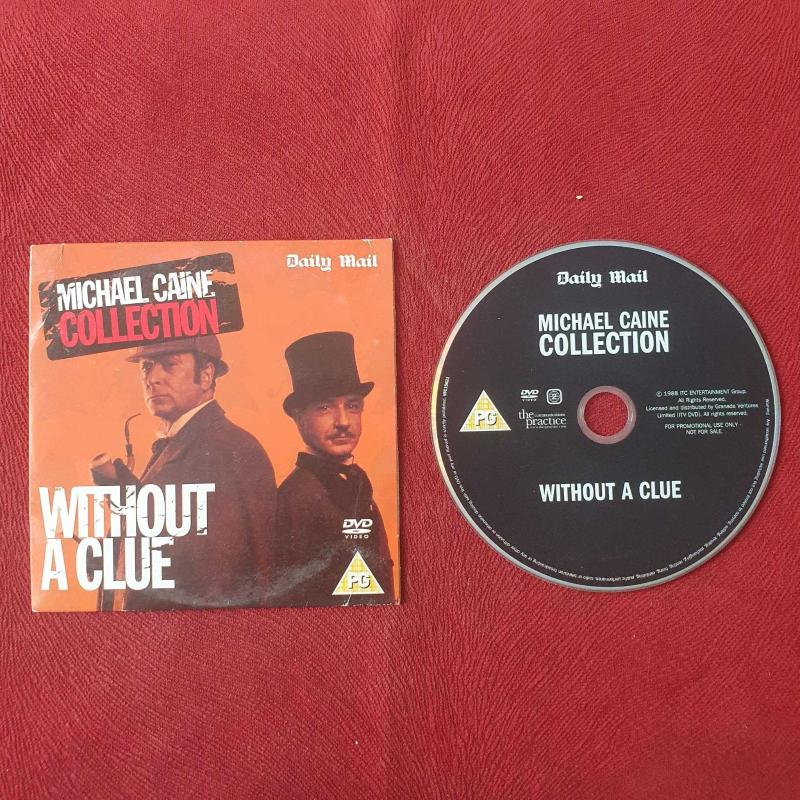 Daily Mail
MICHAEL CAINE
COLLECTION
WITHOUT
A CLUE
DVD
VIDEO
PG
Daily Mail
MICHAEL CAINE
COLLECTION
PG
DVD
VIDEO
2
the
practice
© 1988 ITC ENTERTAINMENT Group.
All Rights Reserved.
Licensed and distributed by Granada Ventures
Limited (ITV DVD). All rights reserved.
FOR PROMOTIONAL USE ONLY -
NOT FOR SALE.
WITHOUT A CLUE